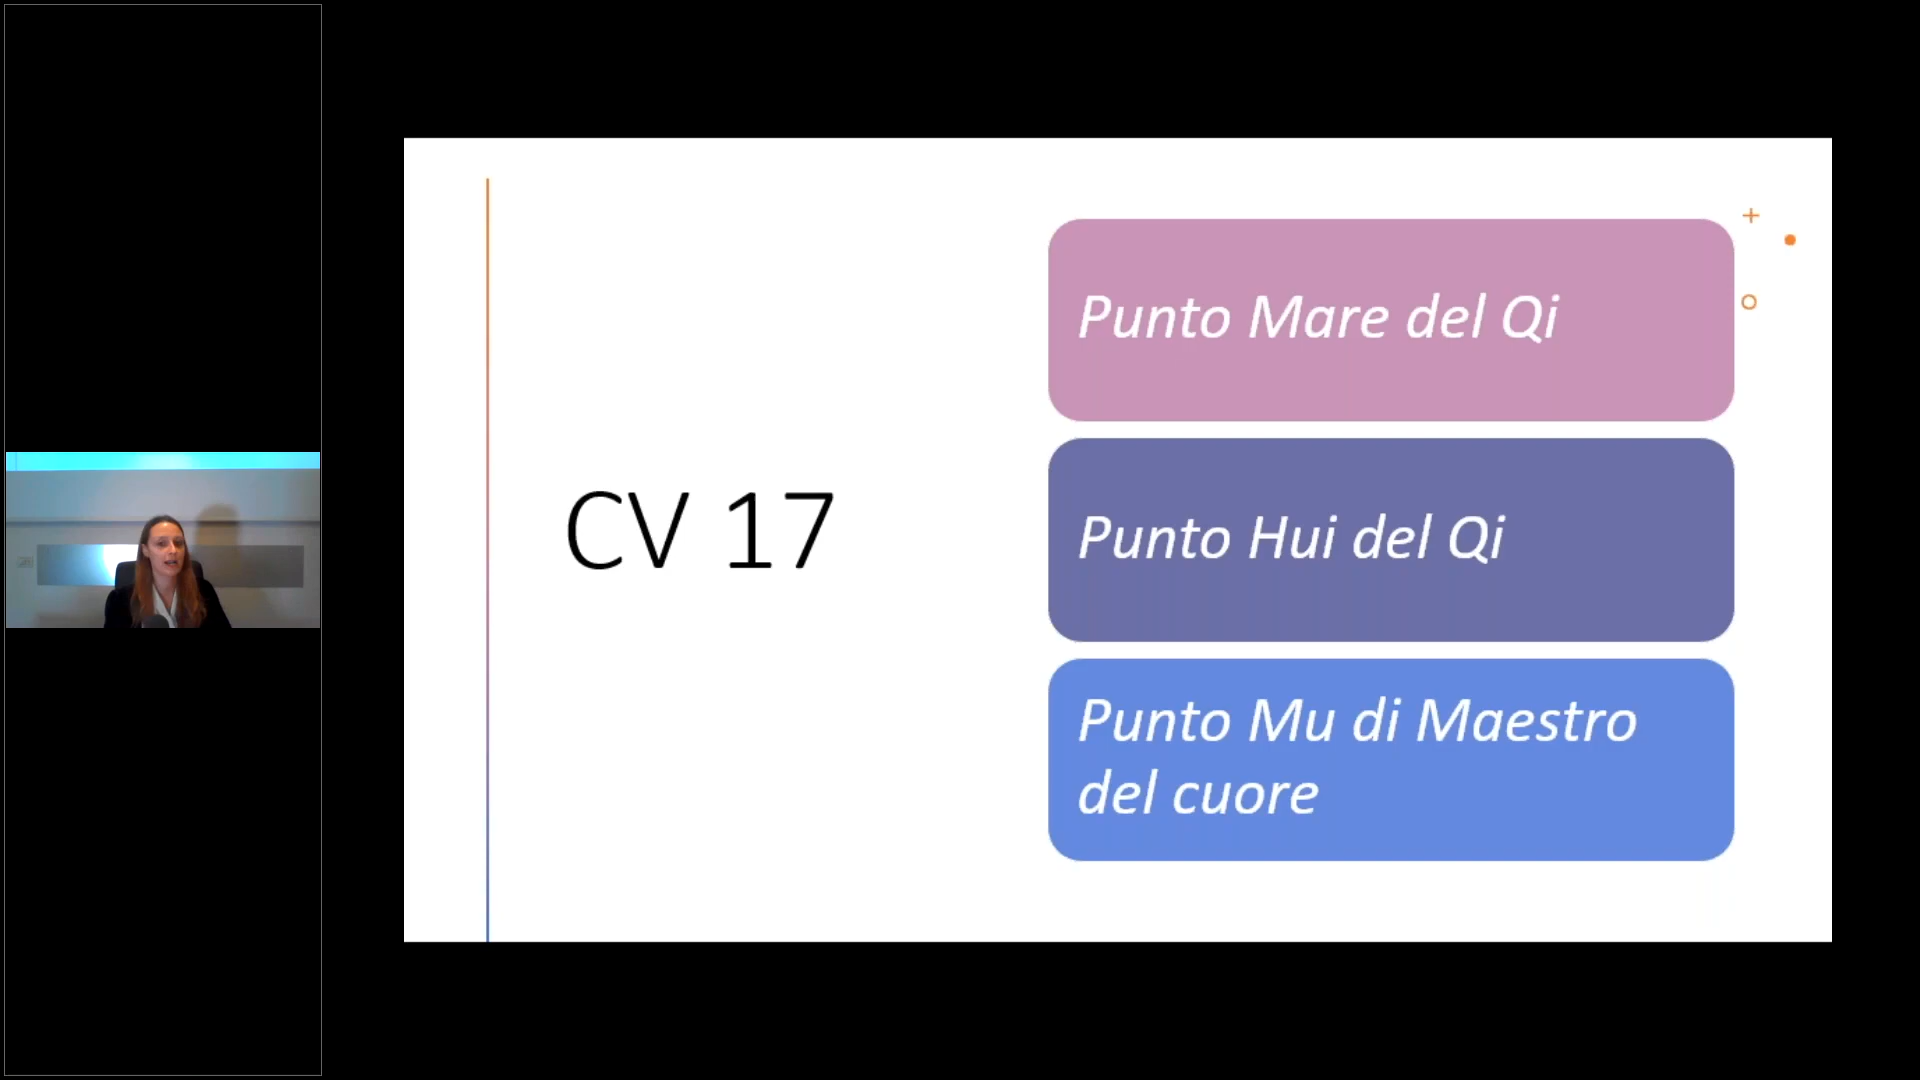 CV 17
Punto Mare del Qi
Punto Hui del Qi
Punto Mu di Maestro
del cuore